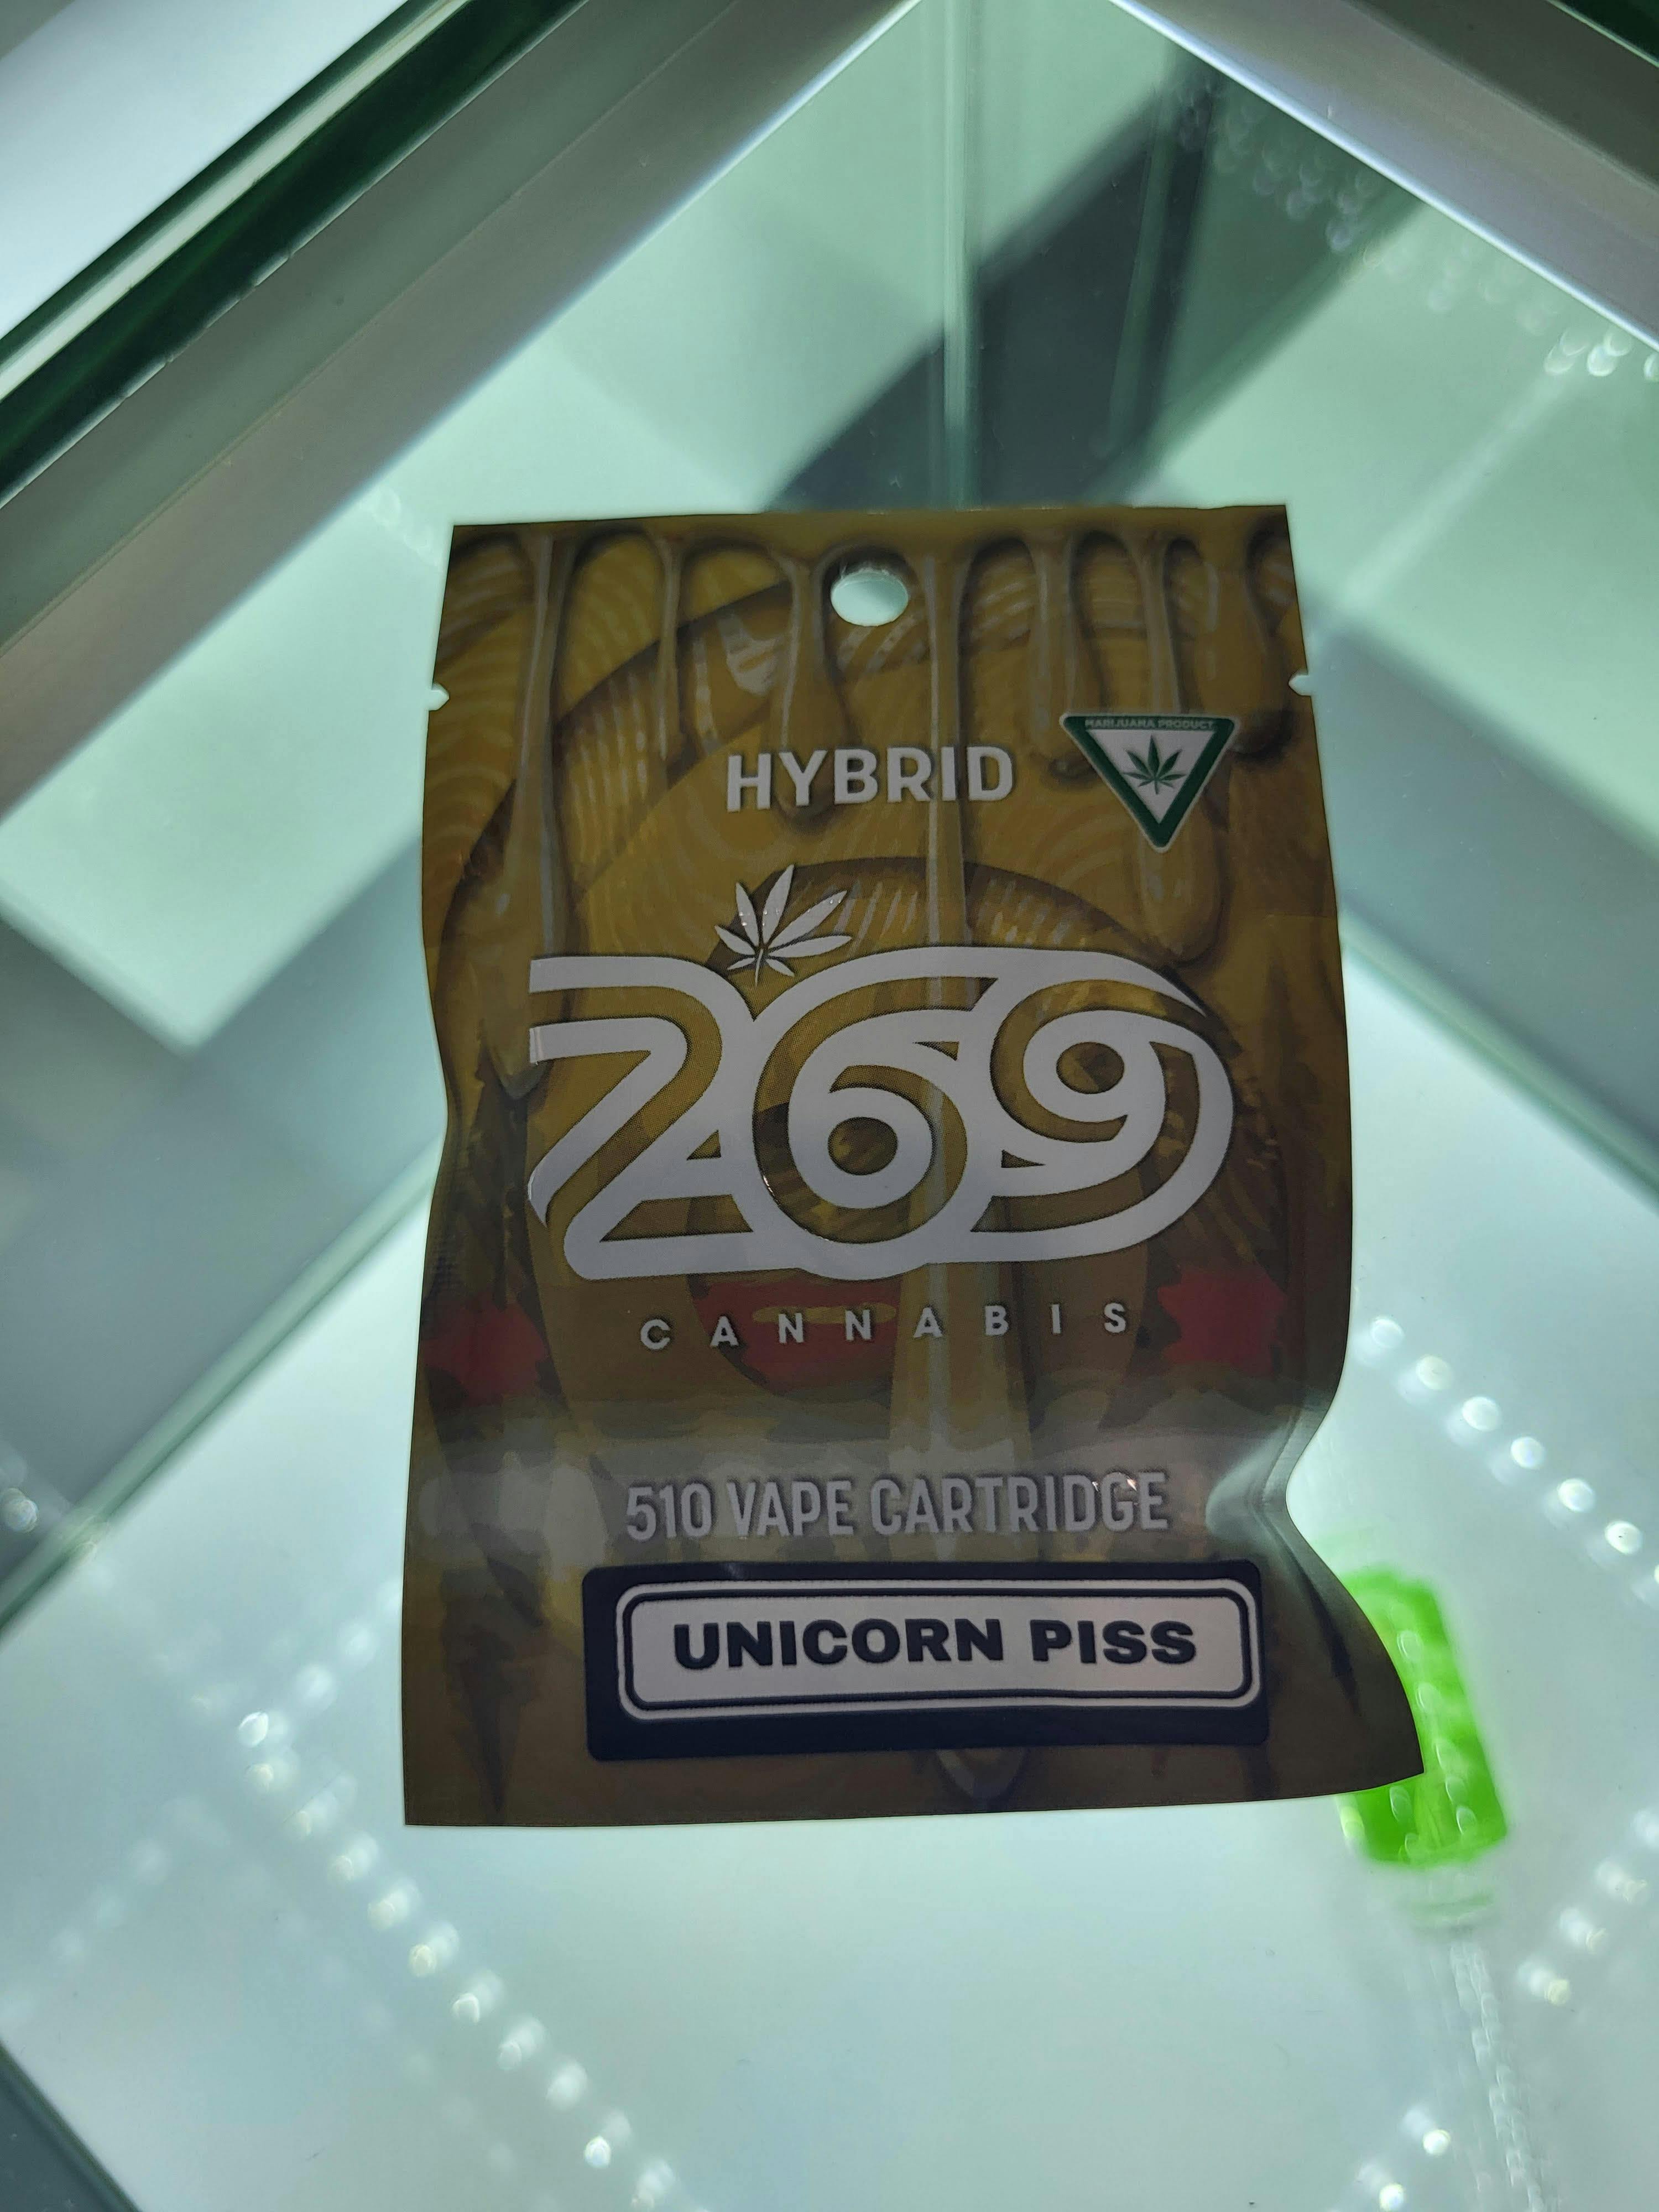 HYBRID
MARIJUANA PRODUCT
269
CANNABIS
510 VAPE CARTRIDGE
UNICORN PISS